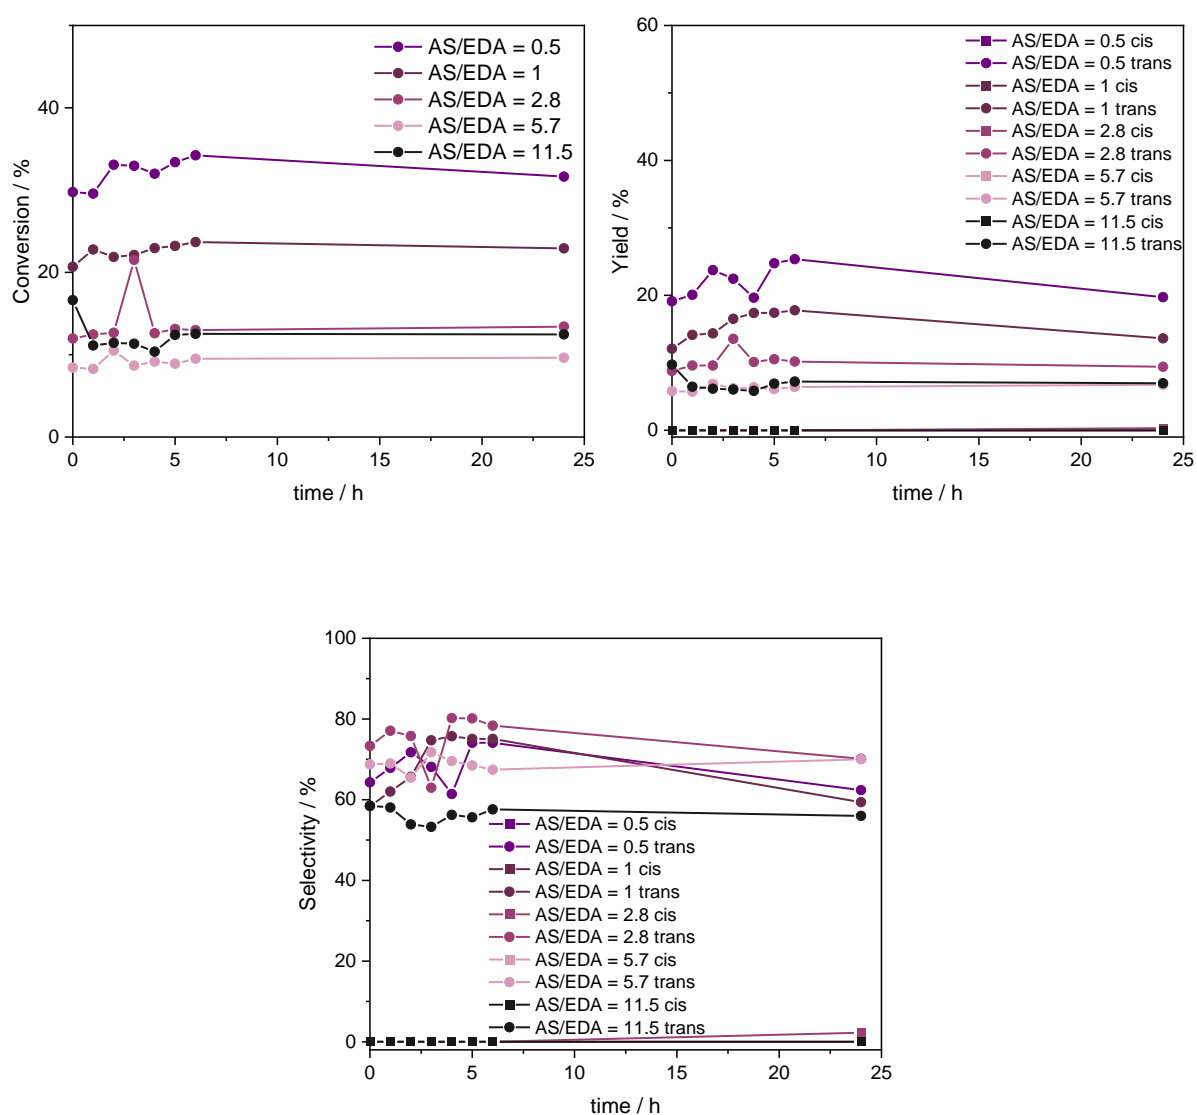 AS/EDA = 0.5
AS/EDA = 1
AS/EDA = 2.8
AS/EDA = 5.7
AS/EDA = 11.5
40
20
0
0 5 10 15 20 25
Conversion / %
time / h
60
40
20
0
0 5 10 15 20 25
Yield / %
time / h
AS/EDA = 0.5 cis
AS/EDA = 0.5 trans
AS/EDA = 1 cis
AS/EDA = 1 trans
AS/EDA = 2.8 cis
AS/EDA = 2.8 trans
AS/EDA = 5.7 cis
AS/EDA = 5.7 trans
AS/EDA = 11.5 cis
AS/EDA = 11.5 trans
100
80
60
40
20
0
0 5 10 15 20 25
Selectivity / %
time / h
AS/EDA = 0.5 cis
AS/EDA = 0.5 trans
AS/EDA = 1 cis
AS/EDA = 1 trans
AS/EDA = 2.8 cis
AS/EDA = 2.8 trans
AS/EDA = 5.7 cis
AS/EDA = 5.7 trans
AS/EDA = 11.5 cis
AS/EDA = 11.5 trans